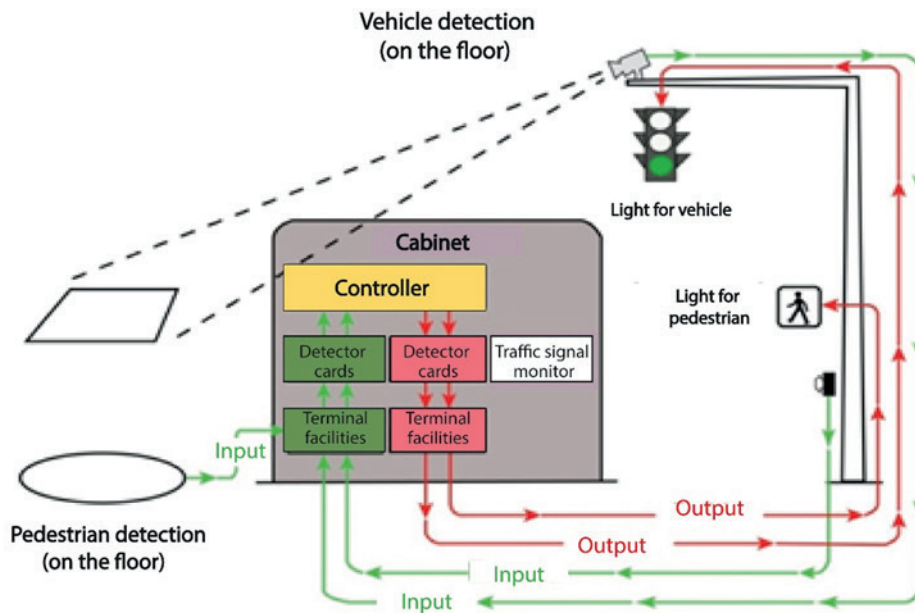 Vehicle detection
(on the floor)
Light for vehicle
Cabinet
Controller
Light for
pedestrian
Detector
cards
Detector
cards
Traffic signal
monitor
Terminal
facilities
Terminal
facilities
Input
Pedestrian detection
(on the floor)
Output
Output
Input
Input